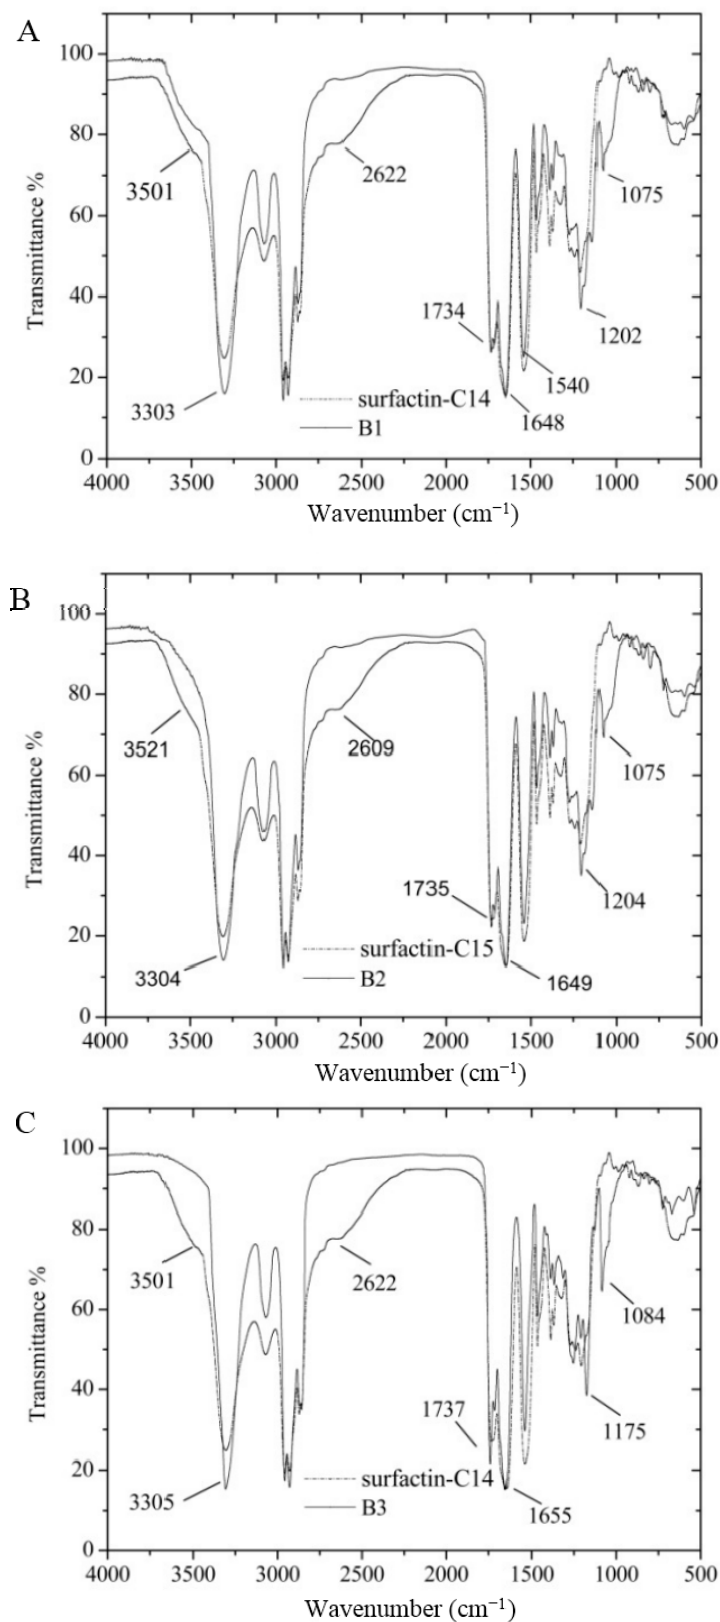 A
100
80
60
40
20
0
Transmittance %
3501
2622
1075
1734
1202
1540
3303
1648
surfactin-C14
B1
4000 3500 3000 2500 2000 1500 1000 500
Wavenumber (cm⁻¹)
B
100
80
60
40
20
0
Transmittance %
3521
2609
1075
1735
1204
3304
1649
surfactin-C15
B2
4000 3500 3000 2500 2000 1500 1000 500
Wavenumber (cm⁻¹)
C
100
80
60
40
20
0
Transmittance %
3501
2622
1084
1737
1175
3305
1655
surfactin-C14
B3
4000 3500 3000 2500 2000 1500 1000 500
Wavenumber (cm⁻¹)